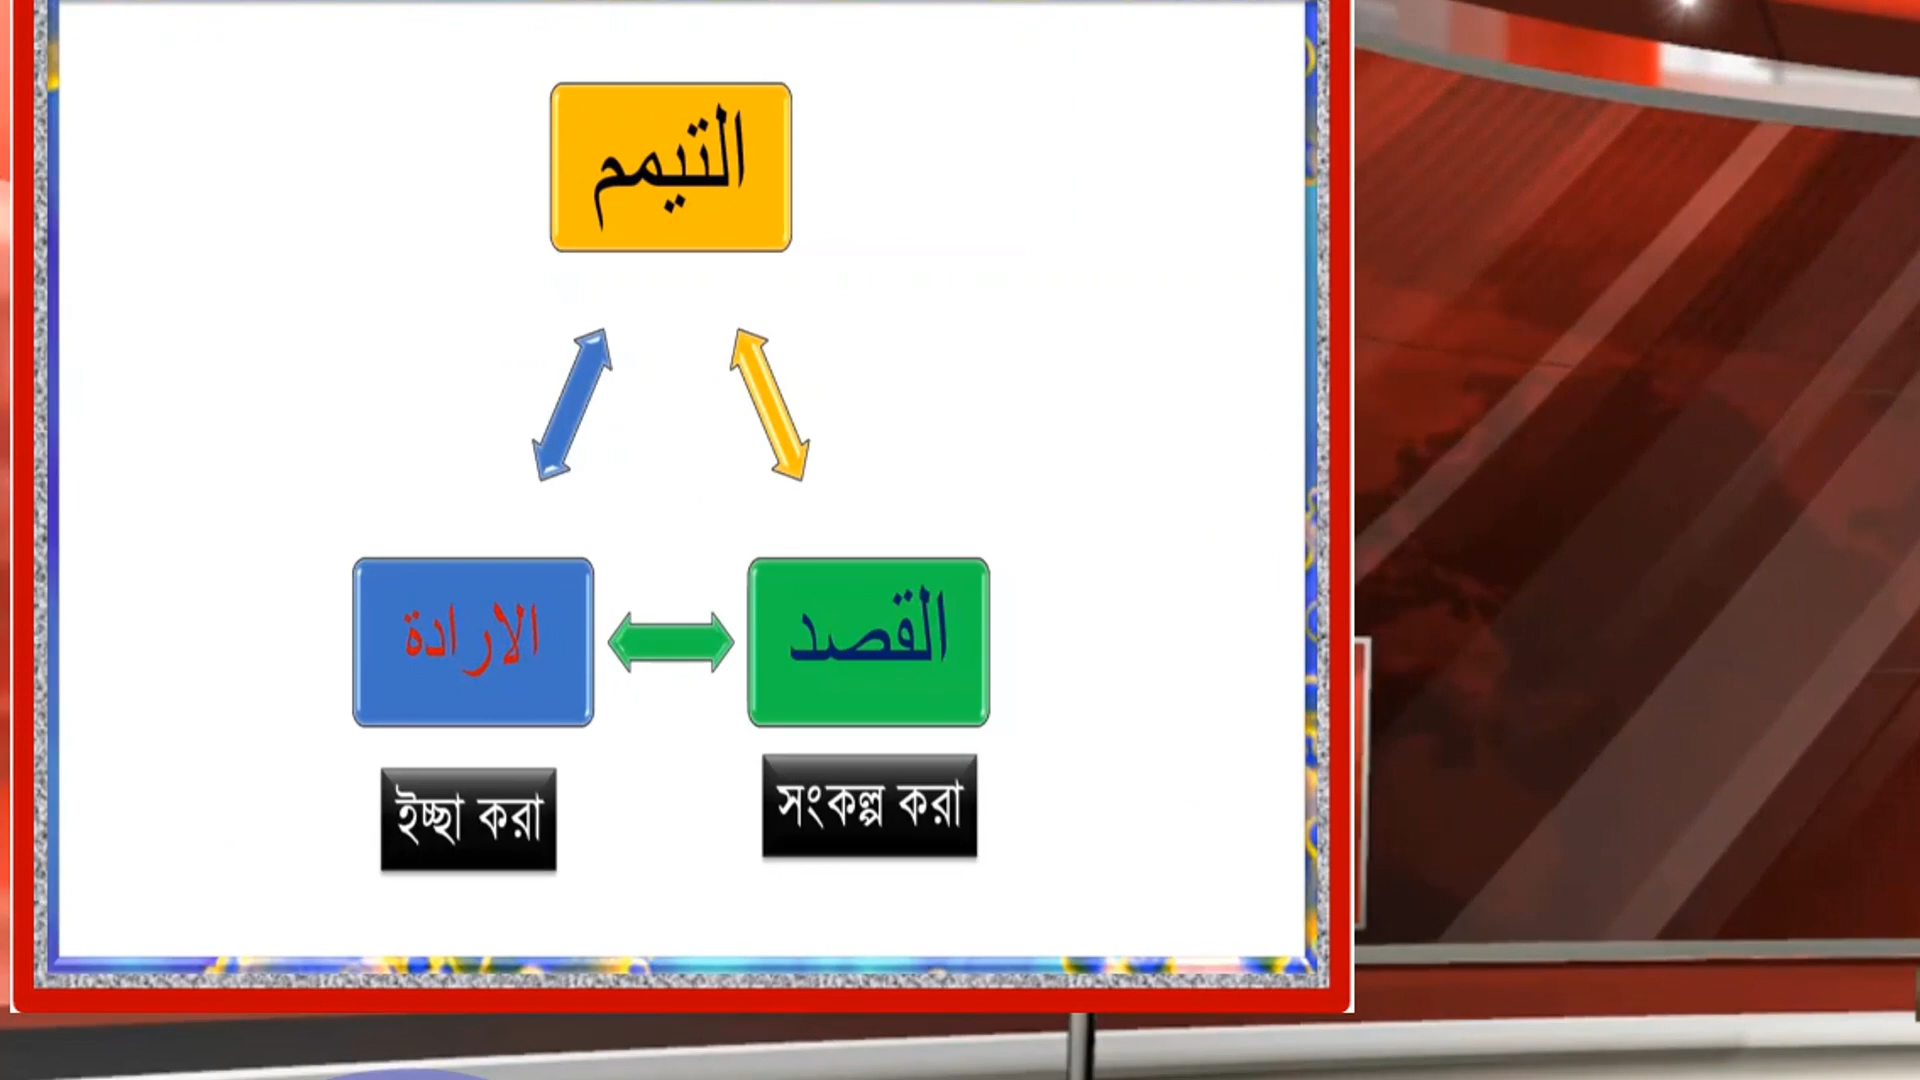 التيمم
الارادة
القصد
ইচ্ছা করা
সংকল্প করা